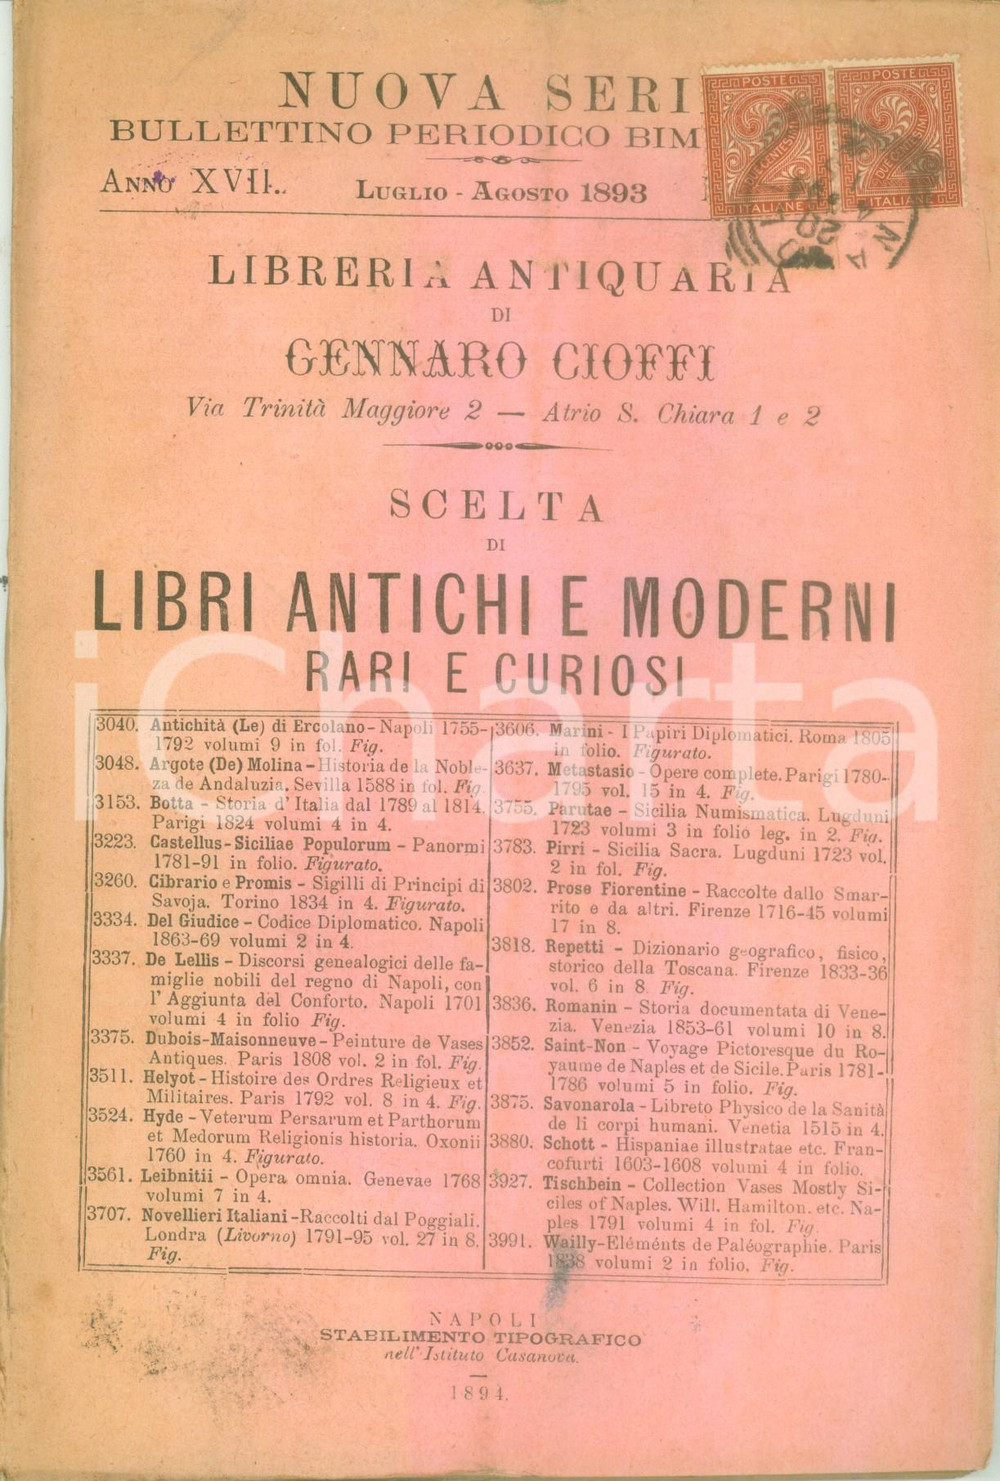 NUOVA SERI
BULLETTINO PERIODICO BIM
ANNO XVII.
LUGLIO - AGOSTO 1893
LIBRERIA ANTIQUARIA
DI
GENNARO CIOFFI
Via Trinità Maggiore 2 — Atrio S. Chiara 1 e 2
SCELTA
DI
LIBRI ANTICHI E MODERNI
RARI E CURIOSI
3040. Antichità (Le) di Ercolano - Napoli 1755-
1792 volumi 9 in fol. Fig.
3048. Argote (De) Molina - Historia de la Noble-
za de Andaluzia. Sevilla 1588 in fol. Fig.
3153. Botta - Storia d' Italia dal 1789 al 1814.
Parigi 1824 volumi 4 in 4.
3223. Castellus - Siciliae Populorum - Panormi
1781-91 in folio. Figurato.
3260. Cibrario e Promis - Sigilli di Principi di
Savoja. Torino 1834 in 4. Figurato.
3334. Del Giudice - Codice Diplomatico. Napoli
1863-69 volumi 2 in 4.
3337. De Lellis - Discorsi genealogici delle fa-
miglie nobili del regno di Napoli, con
l' Aggiunta del Conforto. Napoli 1701
volumi 4 in folio Fig.
3375. Dubois-Maisonneuve - Peinture de Vases
Antiques. Paris 1808 vol. 2 in fol. Fig.
3511. Helyot - Histoire des Ordres Religieux et
Militaires. Paris 1792 vol. 8 in 4. Fig.
3524. Hyde - Veterum Persarum et Parthorum
et Medorum Religionis historia. Oxonii
1760 in 4. Figurato.
3561. Leibnitii - Opera omnia. Genevae 1768
volumi 7 in 4.
3707. Novellieri Italiani - Raccolti dal Poggiali.
Londra (Livorno) 1791-95 vol. 27 in 8.
Fig.
3606. Marini - I Papiri Diplomatici. Roma 1805
in folio. Figurato.
3637. Metastasio - Opere complete. Parigi 1780-
1795 vol. 15 in 4. Fig.
3755. Parutae - Sicilia Numismatica. Lugduni
1723 volumi 3 in folio leg. in 2. Fig.
3783. Pirri - Sicilia Sacra. Lugduni 1723 vol.
2 in fol. Fig.
3802. Prose Fiorentine - Raccolte dallo Smar-
rito e da altri. Firenze 1716-45 volumi
17 in 8.
3818. Repetti - Dizionario geografico, fisico,
storico della Toscana. Firenze 1833-36
vol. 6 in 8. Fig.
3836. Romanin - Storia documentata di Vene-
zia. Venezia 1853-61 volumi 10 in 8.
3852. Saint-Non - Voyage Pictoresque du Ro-
yaume de Naples et de Sicile. Paris 1781-
1786 volumi 5 in folio. Fig.
3875. Savonarola - Libreto Physico de la Sanità
de li corpi humani. Venetia 1515 in 4.
3880. Schott - Hispaniae illustratae etc. Fran-
cofurti 1603-1608 volumi 4 in folio.
3927. Tischbein - Collection Vases Mostly Si-
ciles of Naples. Will. Hamilton. etc. Na-
ples 1791 volumi 4 in fol. Fig.
3991. Wailly - Eléménts de Paléographie. Paris
1838 volumi 2 in folio. Fig.
NAPOLI
STABILIMENTO TIPOGRAFICO
nell'Istituto Casanova.
1894.
POSTE
ITALIANE
POSTE
ITALIANE
iCharta